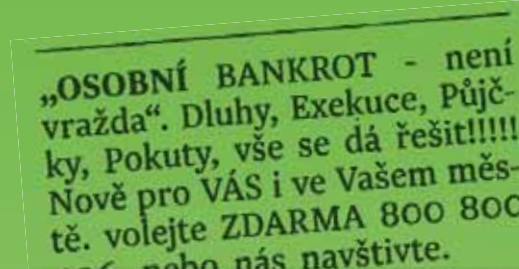 „OSOBNÍ BANKROT - není
vražda“. Dluhy, Exekuce, Půjč-
ky, Pokuty, vše se dá řešit!!!!!
Nově pro VÁS i ve Vašem měs-
tě. volejte ZDARMA 800 800
nebo nás navštivte.